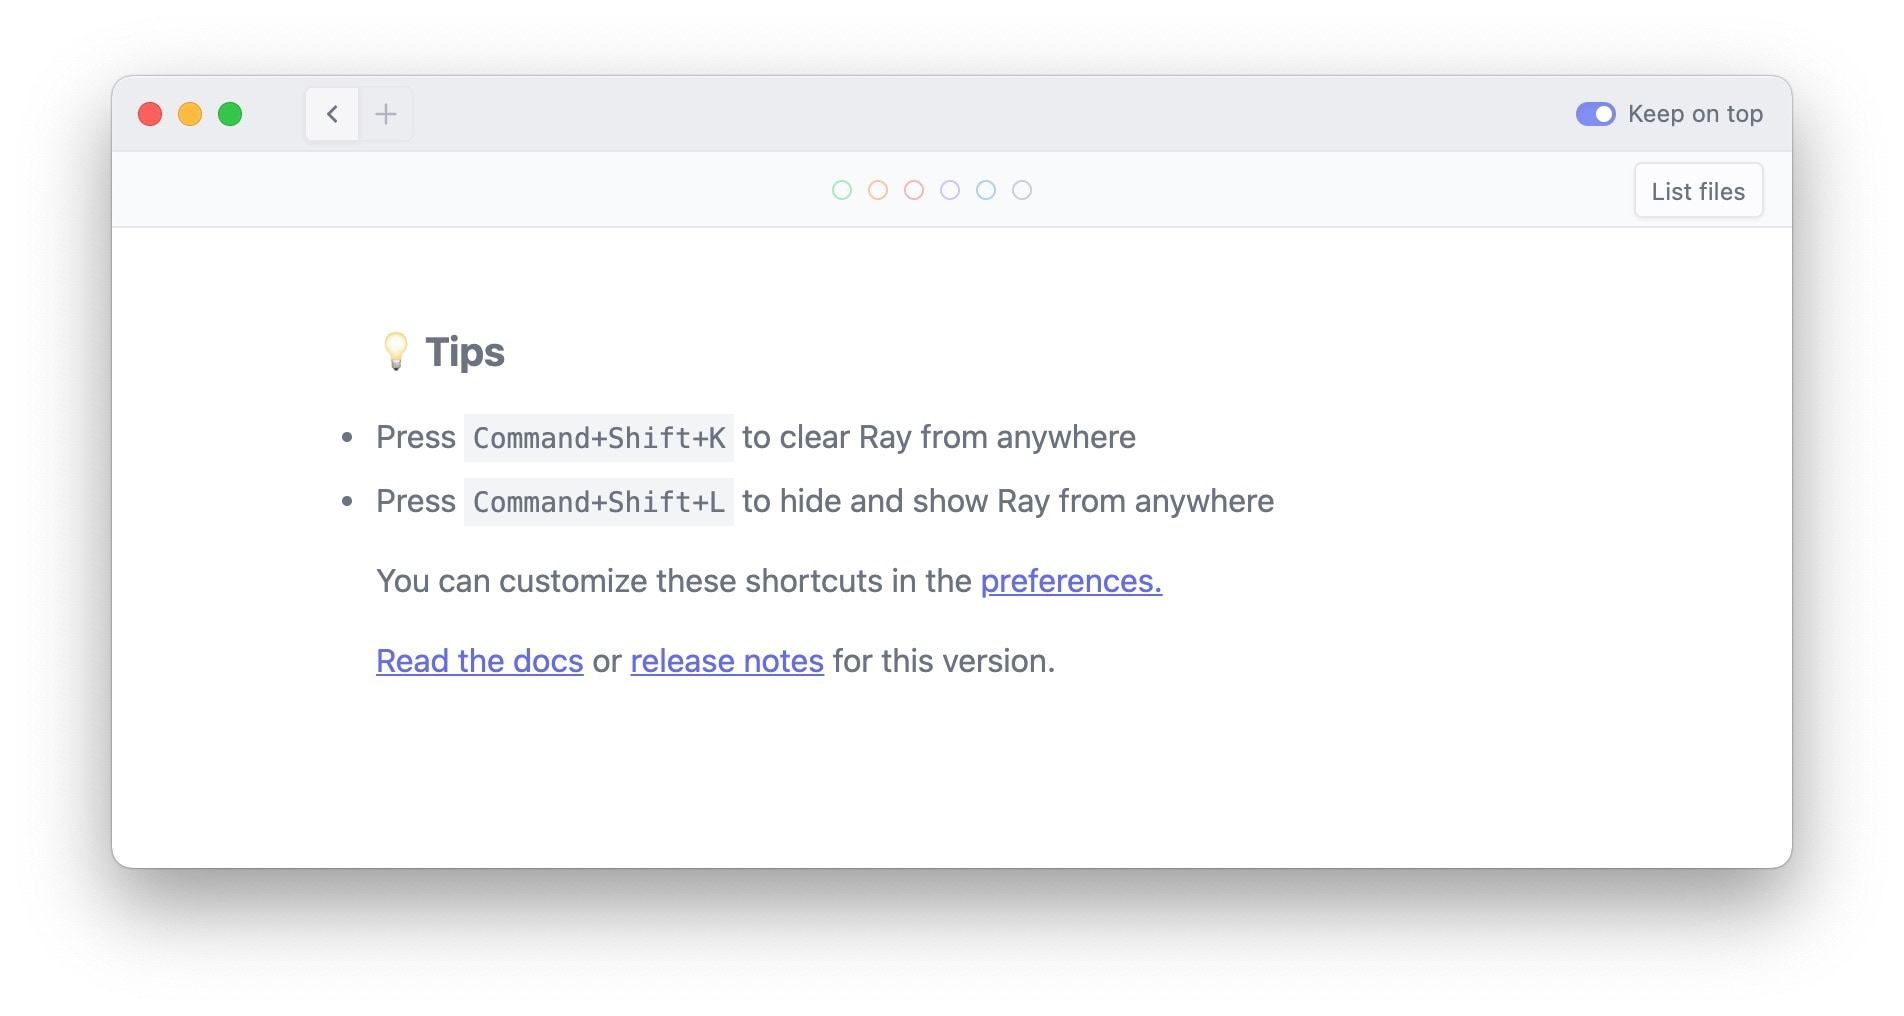 Keep on top
List files
💡 Tips
• Press Command+Shift+K to clear Ray from anywhere
• Press Command+Shift+L to hide and show Ray from anywhere
You can customize these shortcuts in the preferences.
Read the docs or release notes for this version.